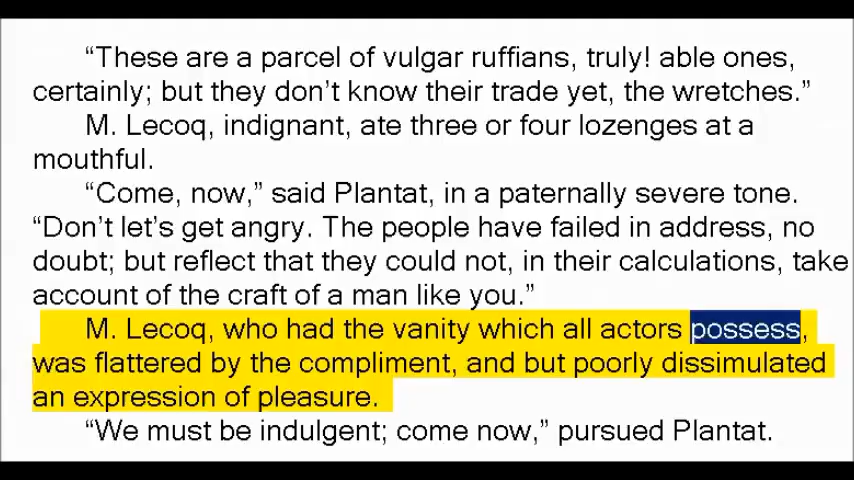 “These are a parcel of vulgar ruffians, truly! able ones,
certainly; but they don’t know their trade yet, the wretches.”
M. Lecoq, indignant, ate three or four lozenges at a
mouthful.
“Come, now,” said Plantat, in a paternally severe tone.
“Don’t let’s get angry. The people have failed in address, no
doubt; but reflect that they could not, in their calculations, take
account of the craft of a man like you.”
M. Lecoq, who had the vanity which all actors possess,
was flattered by the compliment, and but poorly dissimulated
an expression of pleasure.
“We must be indulgent; come now,” pursued Plantat.